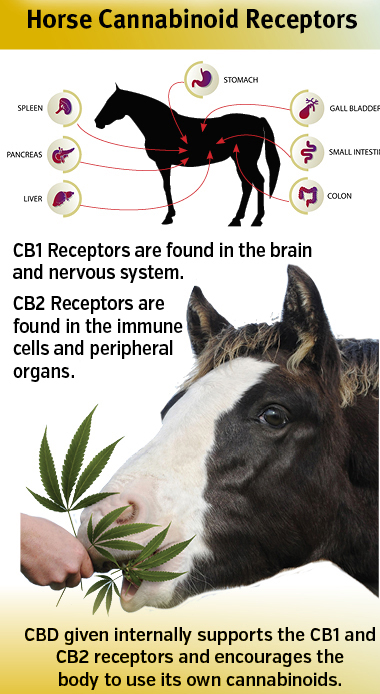 Horse Cannabinoid Receptors
STOMACH
SPLEEN
GALL BLADDER
PANCREAS
SMALL INTESTI
LIVER
COLON
CB1 Receptors are found in the brain
and nervous system.
CB2 Receptors are
found in the immune
cells and peripheral
organs.
CBD given internally supports the CB1 and
CB2 receptors and encourages the
body to use its own cannabinoids.